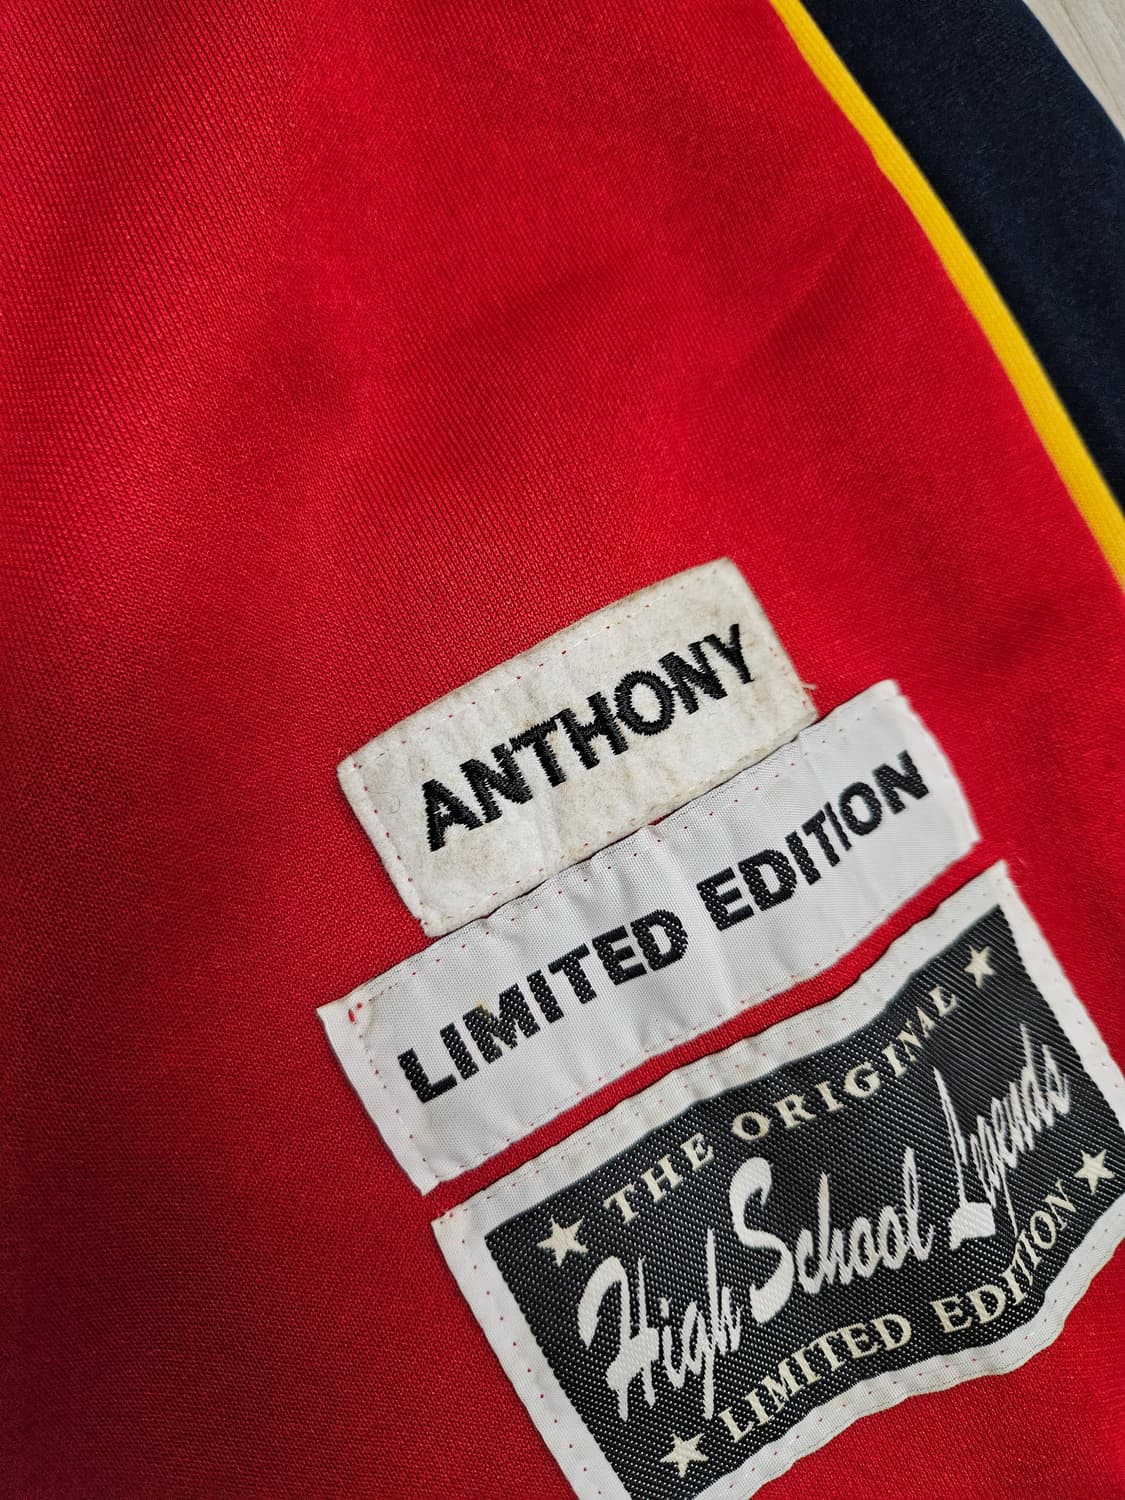 ANTHONY
LIMITED EDITION
THE ORIGINAL
High School Legends
LIMITED EDITION